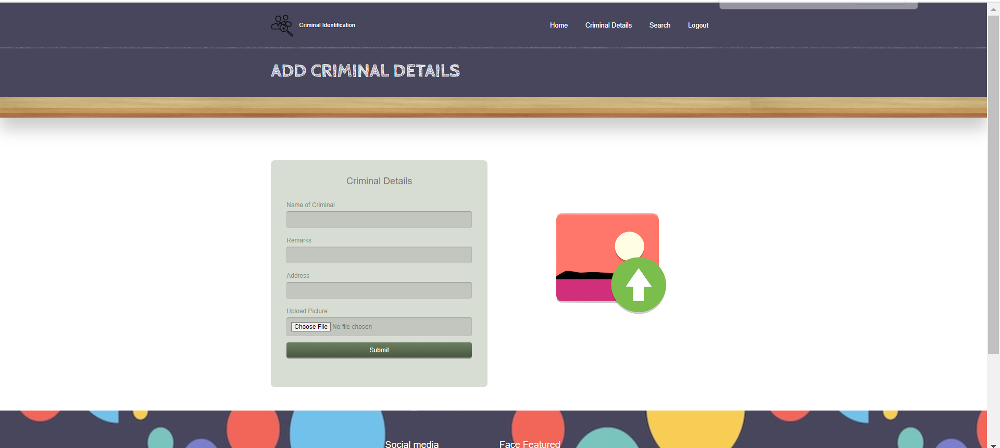 Criminal Identification
Home Criminal Details Search Logout
ADD CRIMINAL DETAILS
Criminal Details
Name of Criminal
Remarks
Address
Upload Picture
Choose File No file chosen
Submit
Social media Face Featured